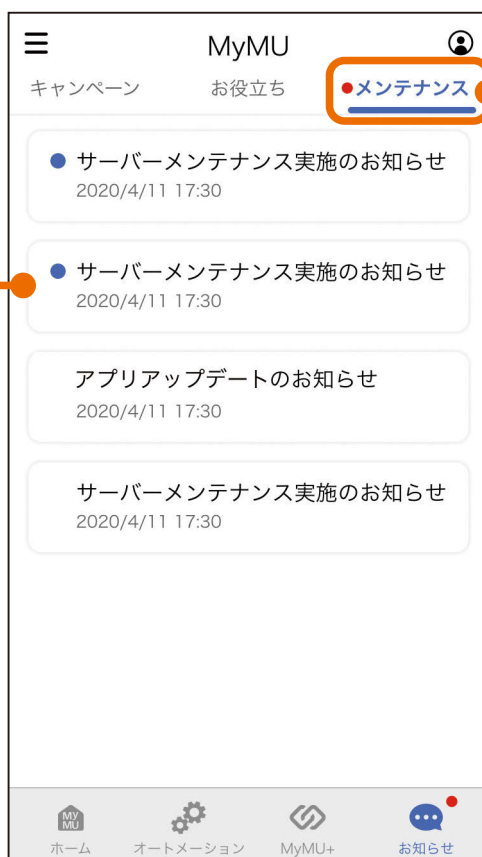 MyMU
キャンペーン お役立ち メンテナンス
サーバーメンテナンス実施のお知らせ
2020/4/11 17:30
サーバーメンテナンス実施のお知らせ
2020/4/11 17:30
アプリアップデートのお知らせ
2020/4/11 17:30
サーバーメンテナンス実施のお知らせ
2020/4/11 17:30
MY
MU
ホーム オートメーション MyMU+ お知らせ